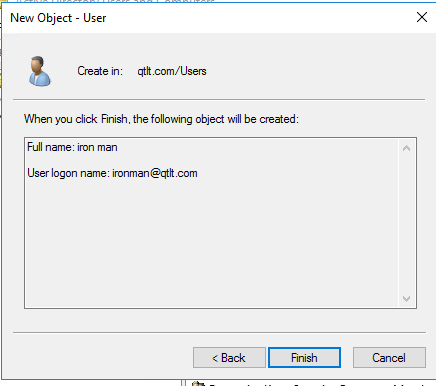 New Object - User
Create in: qtlt.com/Users
When you click Finish, the following object will be created:
Full name: iron man
User logon name: ironman@qtlt.com
< Back
Finish
Cancel